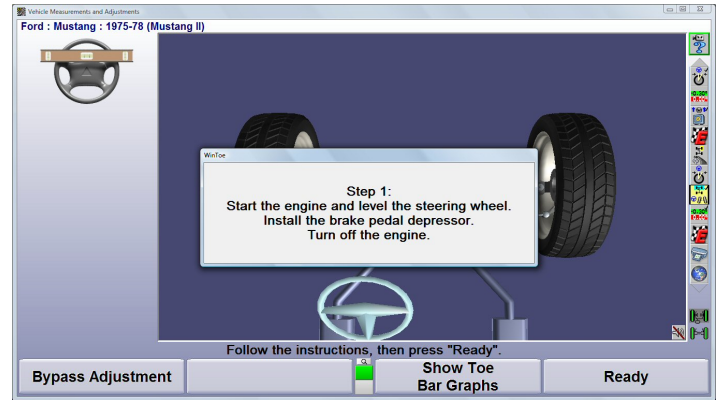 Vehicle Measurements and Adjustments
Ford : Mustang : 1975-78 (Mustang II)
WinToe
Step 1:
Start the engine and level the steering wheel.
Install the brake pedal depressor.
Turn off the engine.
Follow the instructions, then press "Ready".
Bypass Adjustment
Show Toe
Bar Graphs
Ready